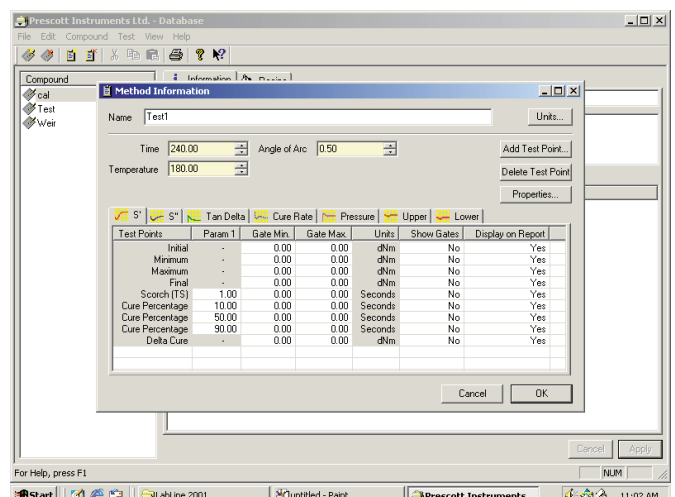 Prescott Instruments Ltd. - Database
File Edit Compound Test View Help
Compound
Information
Recipe
cal
Test
Weir
Method Information
Name Test1 Units...
Time 240.00 Angle of Arc 0.50 Add Test Point...
Temperature 180.00 Delete Test Point
Properties...
S' S" Tan Delta Cure Rate Pressure Upper Lower
Test Points Param 1 Gate Min. Gate Max. Units Show Gates Display on Report
Initial - 0.00 0.00 dNm No Yes
Minimum - 0.00 0.00 dNm No Yes
Maximum - 0.00 0.00 dNm No Yes
Final - 0.00 0.00 dNm No Yes
Scorch (TS) 1.00 0.00 0.00 Seconds No Yes
Cure Percentage 10.00 0.00 0.00 Seconds No Yes
Cure Percentage 50.00 0.00 0.00 Seconds No Yes
Cure Percentage 90.00 0.00 0.00 Seconds No Yes
Delta Cure - 0.00 0.00 dNm No Yes
Cancel OK
Cancel Apply
For Help, press F1 NUM
Start LabLine 2001 untitled - Paint Prescott Instruments 11:02 AM